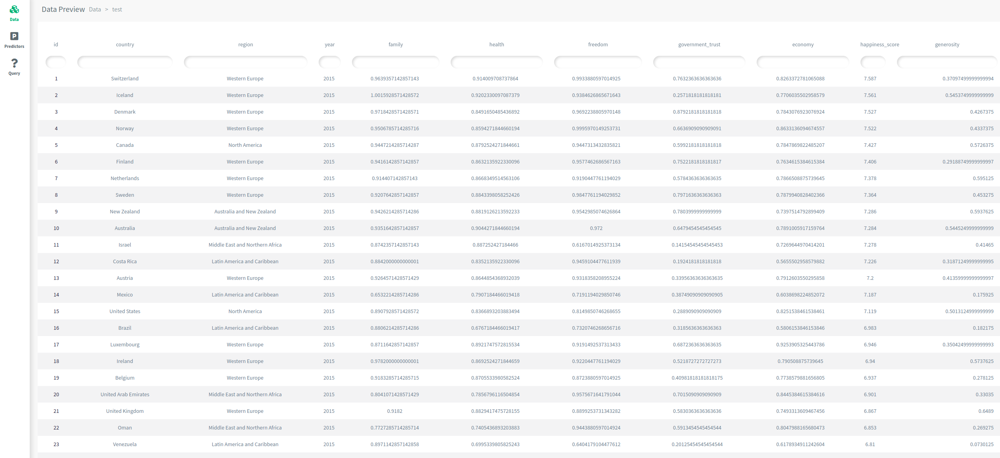 Data Preview Data > test
Data
Predictors
Query
id country region year family health freedom government_trust economy happiness_score generosity
1 Switzerland Western Europe 2015 0.9639357142857143 0.914009708737864 0.9933880597014925 0.7632363636363636 0.8263372781065088 7.587 0.37097499999999994
2 Iceland Western Europe 2015 1.0015928571428572 0.9202330097087379 0.9384626865671643 0.2571818181818181 0.7706035502958579 7.561 0.5453749999999999
3 Denmark Western Europe 2015 0.9718428571428571 0.8491650485436892 0.9692238805970148 0.8792181818181818 0.7843076923076924 7.527 0.4267375
4 Norway Western Europe 2015 0.9506785714285716 0.8594271844660194 0.9995970149253731 0.6636909090909091 0.8633136094674557 7.522 0.4337375
5 Canada North America 2015 0.9447214285714287 0.8792524271844661 0.9447313432835821 0.5992181818181818 0.7847869822485207 7.427 0.5726375
6 Finland Western Europe 2015 0.9416142857142857 0.8632135922330096 0.9577462686567163 0.7522181818181817 0.7634615384615384 7.406 0.29188749999999997
7 Netherlands Western Europe 2015 0.914407142857143 0.8668349514563106 0.9190447761194029 0.5784363636363635 0.7866508875739645 7.378 0.595125
8 Sweden Western Europe 2015 0.9207642857142857 0.8843398058252426 0.9847761194029852 0.7971636363636363 0.7879940828402366 7.364 0.453275
9 New Zealand Australia and New Zealand 2015 0.9426214285714286 0.8819126213592233 0.9542985074626864 0.7803999999999999 0.7397514792899409 7.286 0.5937625
10 Australia Australia and New Zealand 2015 0.9351642857142857 0.9044271844660194 0.972 0.6479454545454545 0.7891005917159764 7.284 0.5445249999999999
11 Israel Middle East and Northern Africa 2015 0.8742357142857143 0.887252427184466 0.6167014925373134 0.14154545454545453 0.7269644970414201 7.278 0.41465
12 Costa Rica Latin America and Caribbean 2015 0.8842000000000001 0.8352135922330096 0.9459104477611939 0.1924181818181818 0.5655502958579882 7.226 0.31871249999999995
13 Austria Western Europe 2015 0.9264571428571429 0.8644854368932039 0.9318358208955224 0.33956363636363635 0.7912603550295858 7.2 0.41359999999999997
14 Mexico Latin America and Caribbean 2015 0.6532214285714286 0.7907184466019418 0.7191194029850746 0.38749090909090905 0.6038698224852072 7.187 0.175925
15 United States North America 2015 0.8907928571428572 0.8366893203883494 0.8149850746268655 0.2889090909090909 0.8251538461538461 7.119 0.5013124999999999
16 Brazil Latin America and Caribbean 2015 0.8806214285714286 0.6767184466019417 0.7320746268656716 0.3185636363636363 0.5806153846153846 6.983 0.182175
17 Luxembourg Western Europe 2015 0.8711642857142857 0.8921747572815534 0.9191492537313433 0.6872363636363635 0.9253905325443786 6.946 0.35042499999999993
18 Ireland Western Europe 2015 0.9782000000000001 0.8692524271844659 0.9220447761194029 0.5218727272727273 0.790508875739645 6.94 0.5737625
19 Belgium Western Europe 2015 0.9183285714285715 0.8705533980582524 0.8723880597014925 0.40981818181818175 0.7738579881656805 6.937 0.278125
20 United Arab Emirates Middle East and Northern Africa 2015 0.8041071428571429 0.7856796116504854 0.9575671641791044 0.7015090909090909 0.8445384615384616 6.901 0.33035
21 United Kingdom Western Europe 2015 0.9182 0.8829417475728155 0.8899253731343282 0.5830363636363636 0.7493313609467456 6.867 0.6489
22 Oman Middle East and Northern Africa 2015 0.7727285714285714 0.7405436893203883 0.9443880597014924 0.5913454545454544 0.8047988165680473 6.853 0.269275
23 Venezuela Latin America and Caribbean 2015 0.8971142857142858 0.6995339805825243 0.6404179104477612 0.20125454545454544 0.6178934911242604 6.81 0.0730125